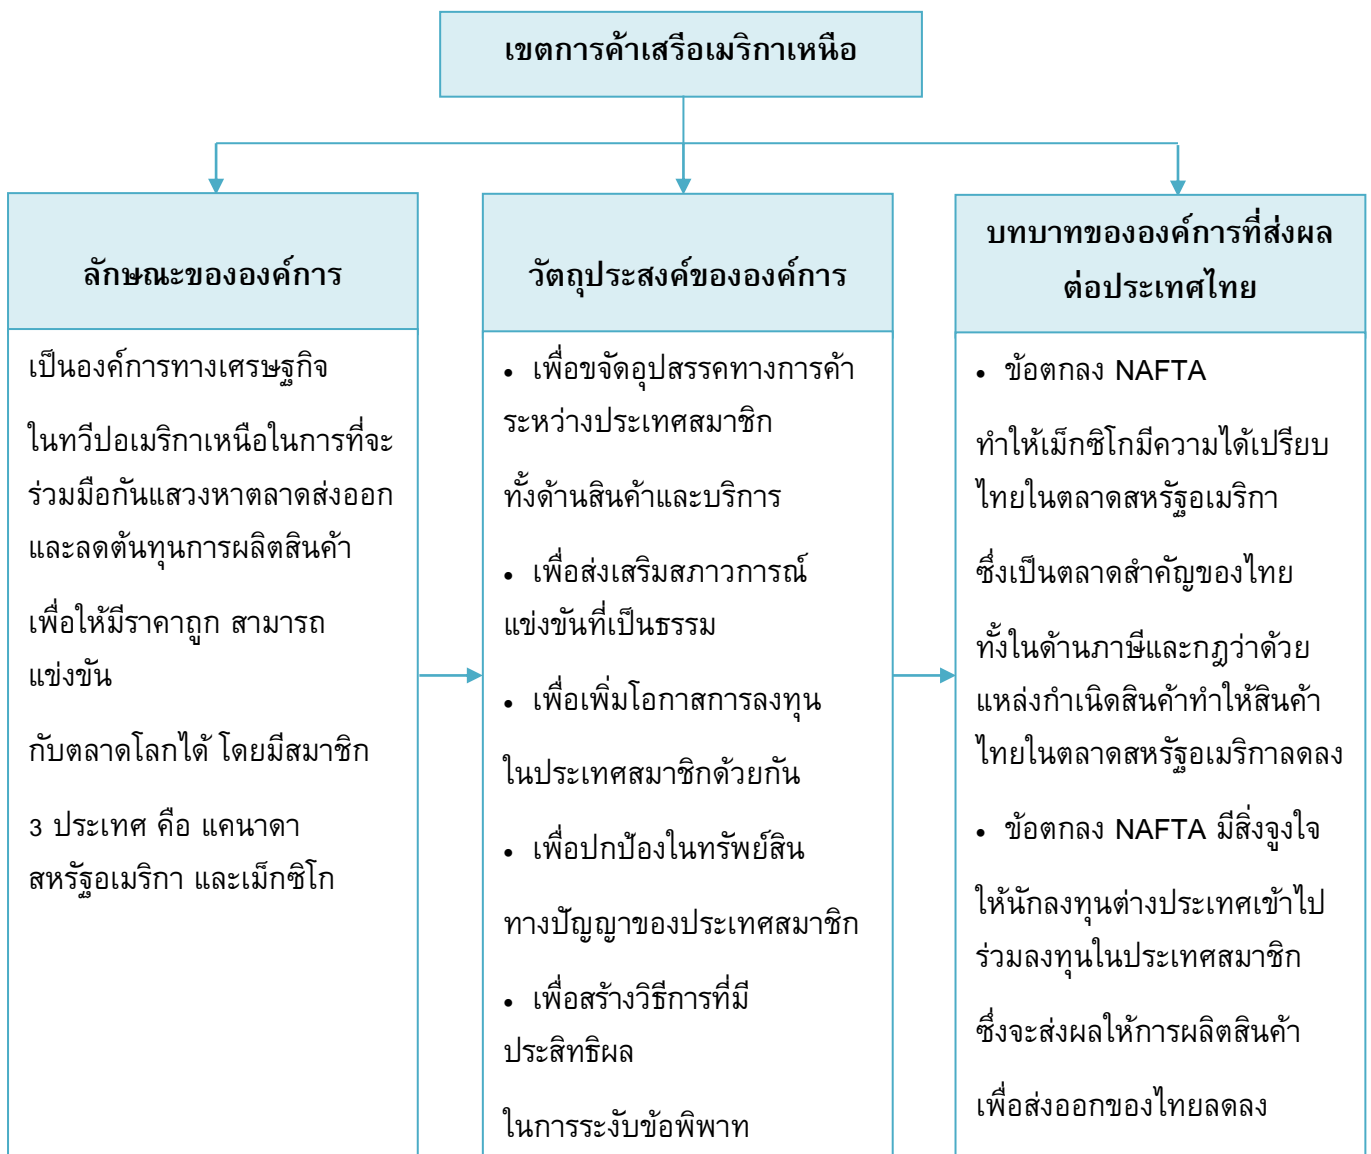 เขตการค้าเสรีอเมริกาเหนือ
ลักษณะขององค์การ
เป็นองค์การทางเศรษฐกิจ
ในทวีปอเมริกาเหนือในการที่จะ
ร่วมมือกันแสวงหาตลาดส่งออก
และลดต้นทุนการผลิตสินค้า
เพื่อให้มีราคาถูก สามารถ
แข่งขัน
กับตลาดโลกได้ โดยมีสมาชิก
3 ประเทศ คือ แคนาดา
สหรัฐอเมริกา และเม็กซิโก
วัตถุประสงค์ขององค์การ
• เพื่อขจัดอุปสรรคทางการค้า
ระหว่างประเทศสมาชิก
ทั้งด้านสินค้าและบริการ
• เพื่อส่งเสริมสภาวการณ์
แข่งขันที่เป็นธรรม
• เพื่อเพิ่มโอกาสการลงทุน
ในประเทศสมาชิกด้วยกัน
• เพื่อปกป้องในทรัพย์สิน
ทางปัญญาของประเทศสมาชิก
• เพื่อสร้างวิธีการที่มี
ประสิทธิผล
ในการระงับข้อพิพาท
บทบาทขององค์การที่ส่งผล
ต่อประเทศไทย
• ข้อตกลง NAFTA
ทำให้เม็กซิโกมีความได้เปรียบ
ไทยในตลาดสหรัฐอเมริกา
ซึ่งเป็นตลาดสำคัญของไทย
ทั้งในด้านภาษีและกฎว่าด้วย
แหล่งกำเนิดสินค้าทำให้สินค้า
ไทยในตลาดสหรัฐอเมริกาลดลง
• ข้อตกลง NAFTA มีสิ่งจูงใจ
ให้นักลงทุนต่างประเทศเข้าไป
ร่วมลงทุนในประเทศสมาชิก
ซึ่งจะส่งผลให้การผลิตสินค้า
เพื่อส่งออกของไทยลดลง